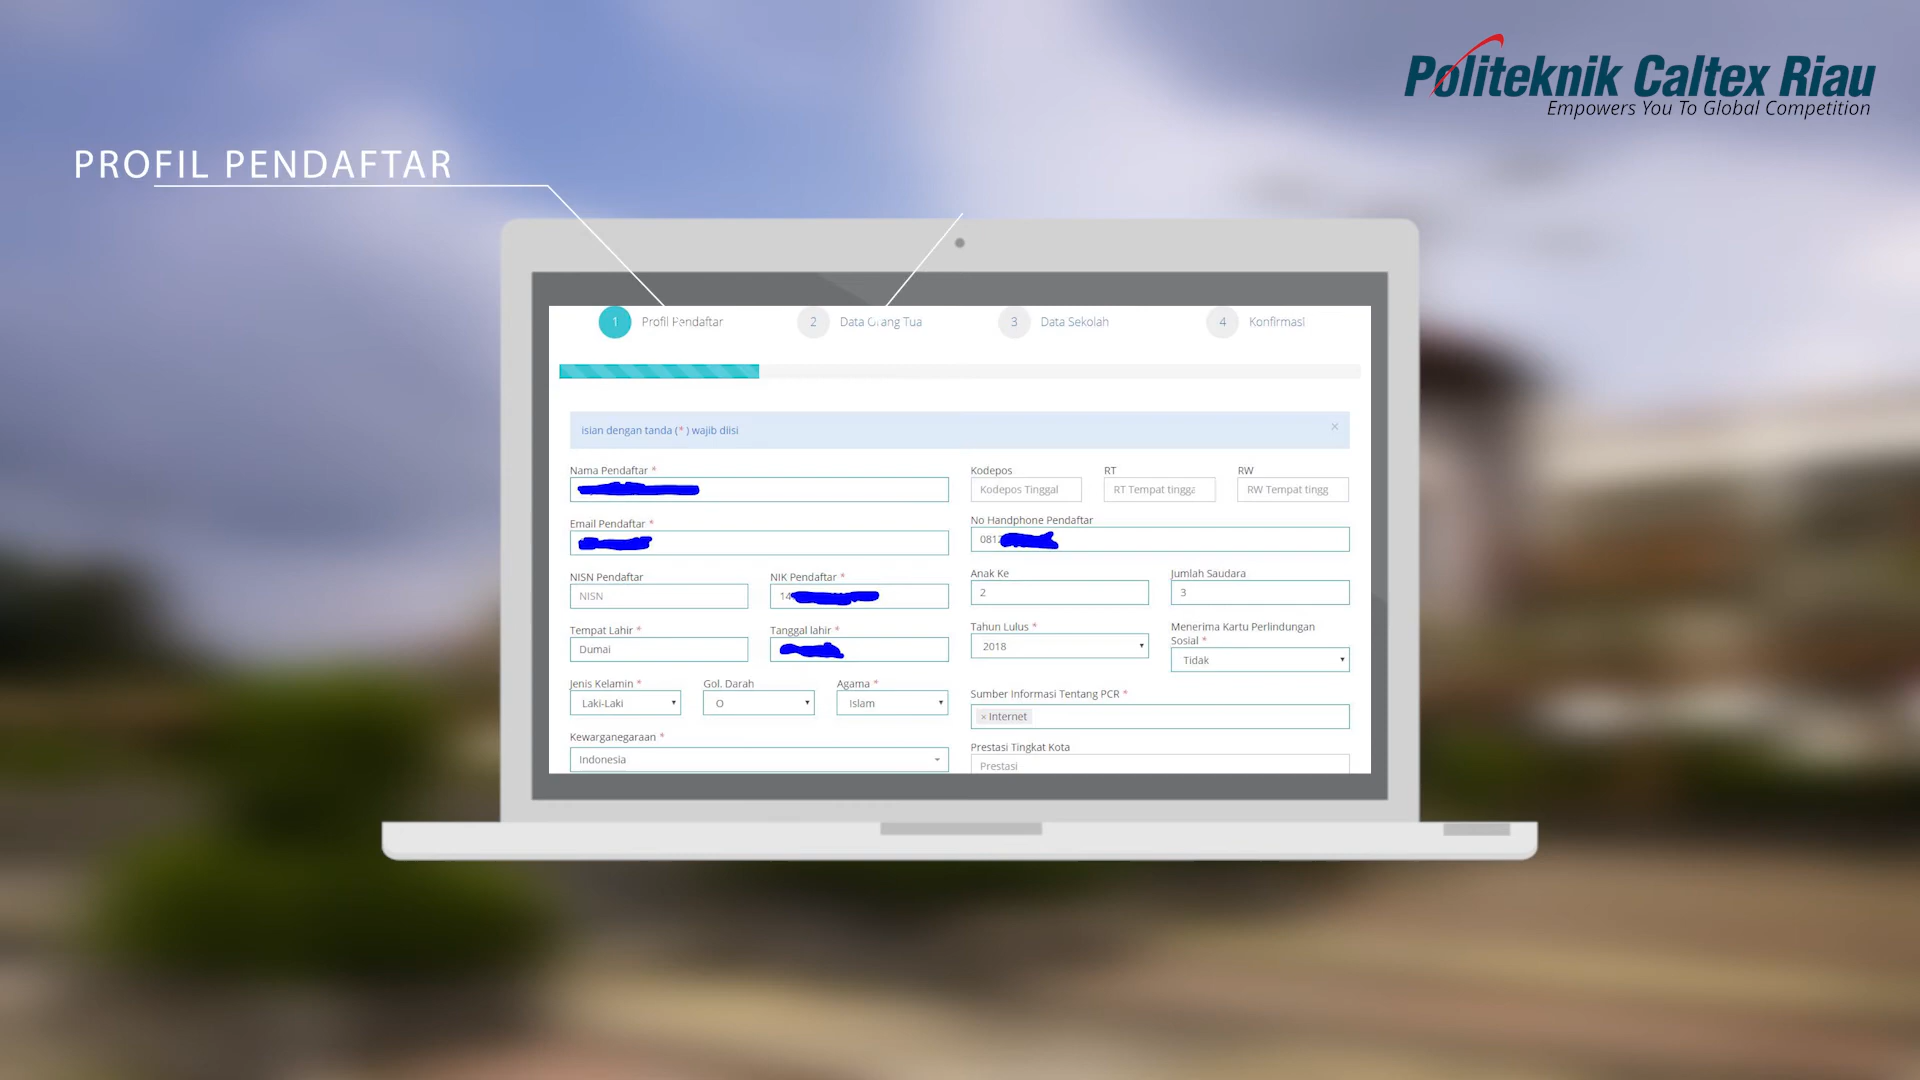 Politeknik Caltex Riau
Empowers You To Global Competition
PROFIL PENDAFTAR
1 Profil Pendaftar
2 Data Orang Tua
3 Data Sekolah
4 Konfirmasi
isian dengan tanda (* ) wajib diisi ×
Nama Pendaftar *
Email Pendaftar *
NISN Pendaftar
NISN
NIK Pendaftar *
14
Tempat Lahir *
Dumai
Tanggal lahir *
Jenis Kelamin *
Laki-Laki
Gol. Darah
O
Agama *
Islam
Kewarganegaraan *
Indonesia
Kodepos
Kodepos Tinggal
RT
RT Tempat tingga
RW
RW Tempat tingg
No Handphone Pendaftar
0812
Anak Ke
2
Jumlah Saudara
3
Tahun Lulus *
2018
Menerima Kartu Perlindungan
Sosial *
Tidak
Sumber Informasi Tentang PCR *
× Internet
Prestasi Tingkat Kota
Prestasi